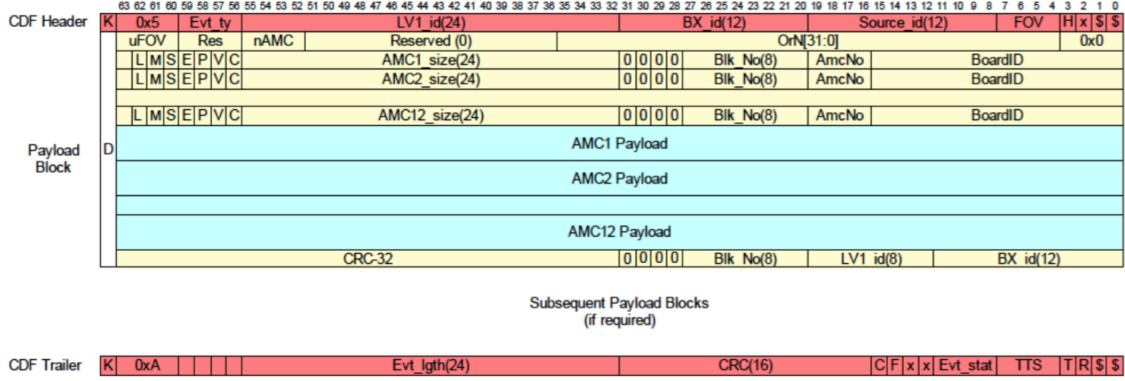 63 62 61 60 59 58 57 56 55 54 53 52 51 50 49 48 47 46 45 44 43 42 41 40 39 38 37 36 35 34 33 32 31 30 29 28 27 26 25 24 23 22 21 20 19 18 17 16 15 14 13 12 11 10 9 8 7 6 5 4 3 2 1 0
CDF Header K 0x5 Evt_ty LV1_id(24) BX_id(12) Source_id(12) FOV H x $ $
uFOV Res nAMC Reserved (0) OrN[31:0] 0x0
L M S E P V C AMC1_size(24) 0 0 0 0 Blk_No(8) AmcNo BoardID
L M S E P V C AMC2_size(24) 0 0 0 0 Blk_No(8) AmcNo BoardID
L M S E P V C AMC12_size(24) 0 0 0 0 Blk_No(8) AmcNo BoardID
Payload Block D AMC1 Payload
AMC2 Payload
AMC12 Payload
CRC-32 0 0 0 0 Blk_No(8) LV1_id(8) BX_id(12)
Subsequent Payload Blocks
(if required)
CDF Trailer K 0xA Evt_lgth(24) CRC(16) C F x x Evt_stat TTS T R $ $